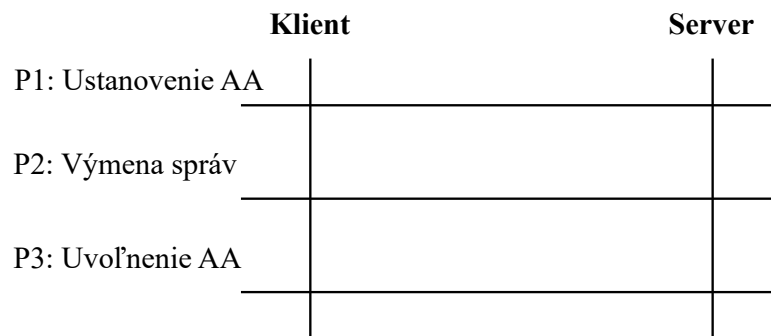 Klient Server
P1: Ustanovenie AA
P2: Výmena správ
P3: Uvoľnenie AA